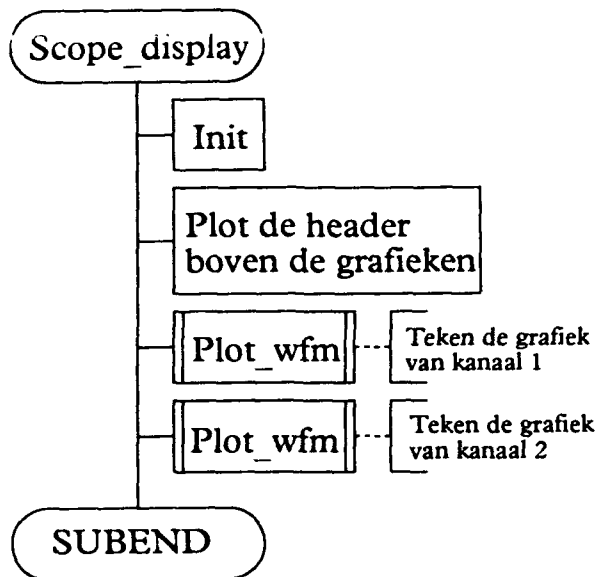 Scope_display
Init
Plot de header
boven de grafieken
Plot_wfm
Teken de grafiek
van kanaal 1
Plot_wfm
Teken de grafiek
van kanaal 2
SUBEND